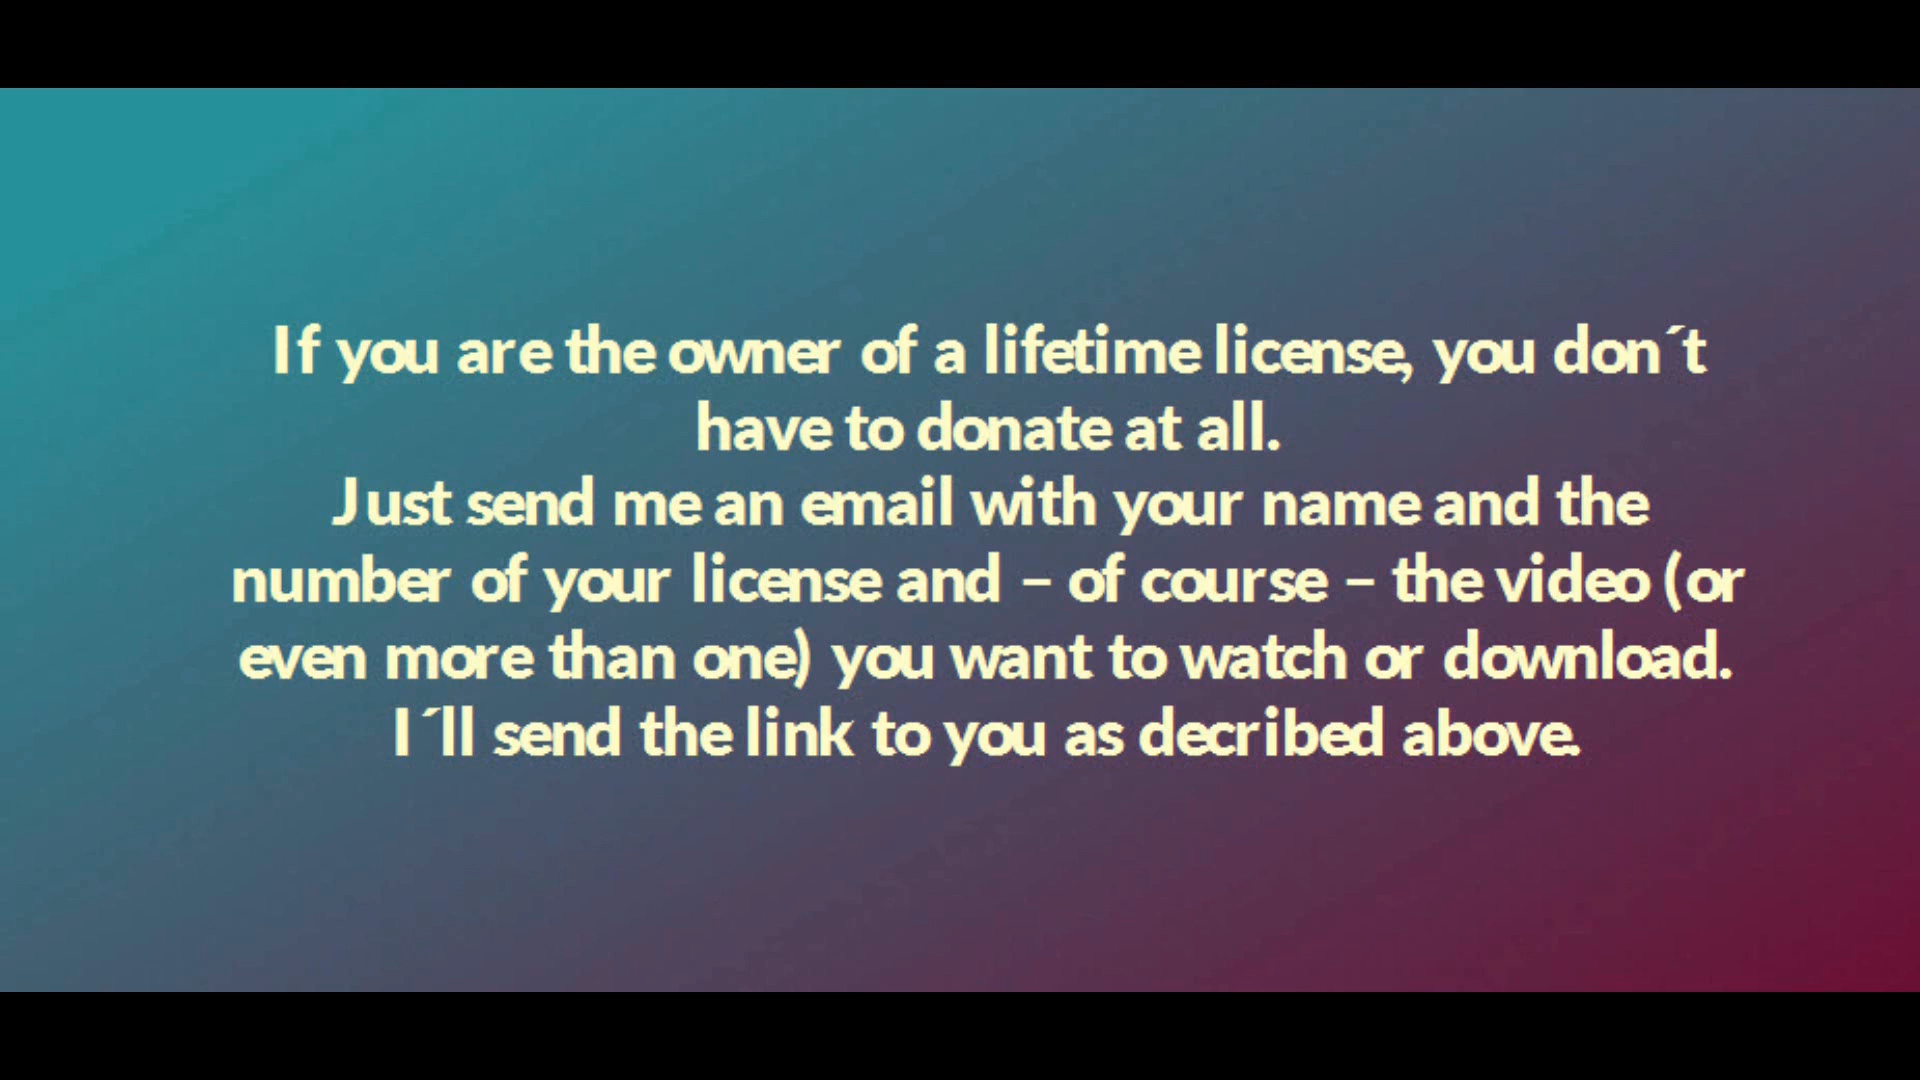 If you are the owner of a lifetime license, you don´t
have to donate at all.
Just send me an email with your name and the
number of your license and – of course – the video (or
even more than one) you want to watch or download.
I´ll send the link to you as decribed above.